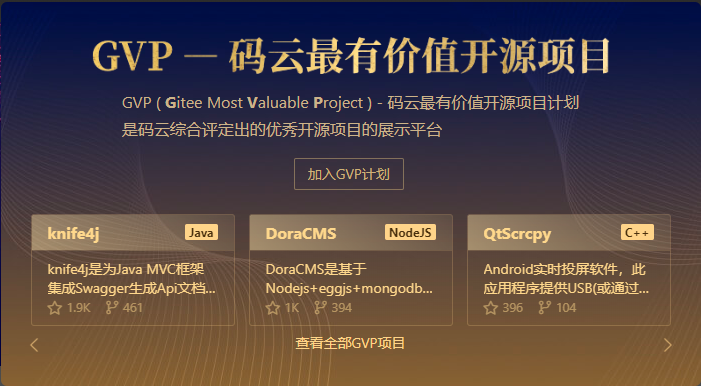 GVP — 码云最有价值开源项目
GVP ( Gitee Most Valuable Project ) - 码云最有价值开源项目计划
是码云综合评定出的优秀开源项目的展示平台
加入GVP计划
knife4j
Java
knife4j是为Java MVC框架
集成Swagger生成Api文档...
1.9K
461
DoraCMS
NodeJS
DoraCMS是基于
Nodejs+eggjs+mongodb...
1K
394
QtScrcpy
C++
Android实时投屏软件，此
应用程序提供USB(或通过...
396
104
查看全部GVP项目